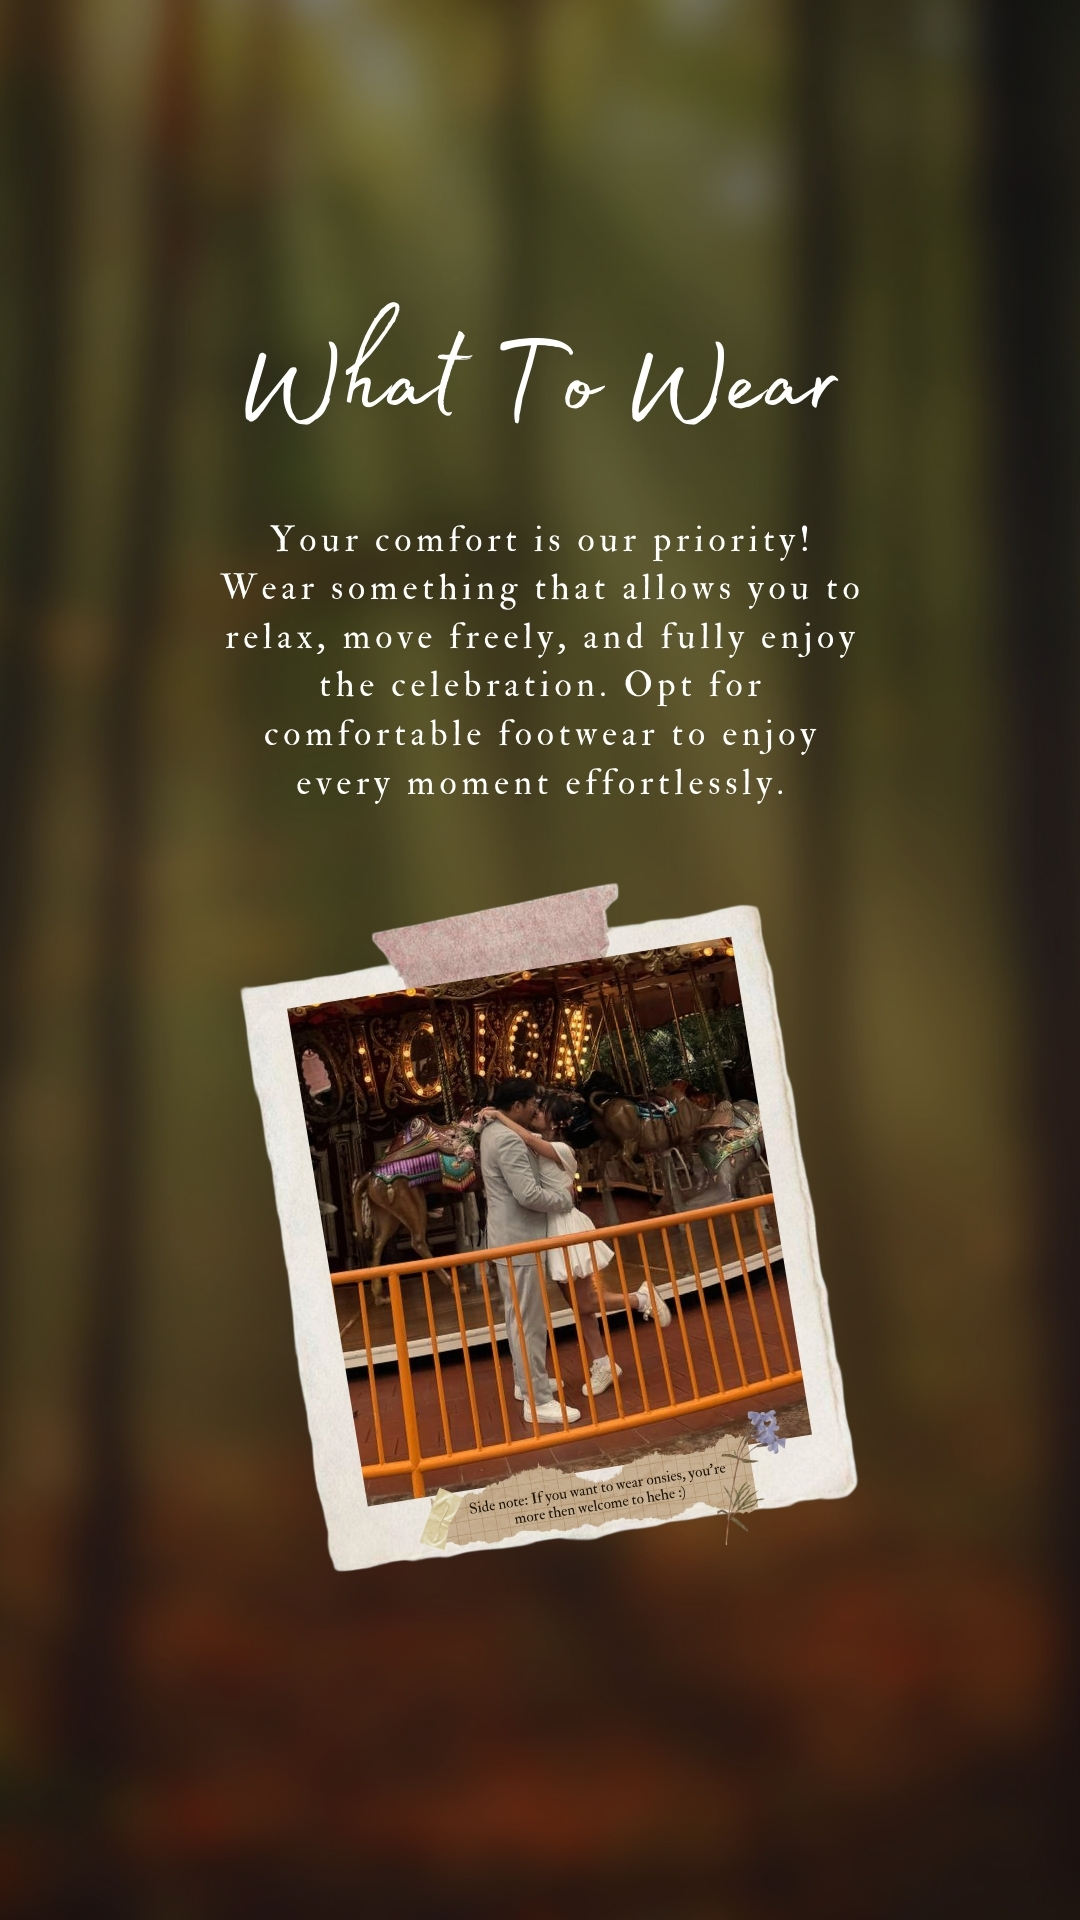 What To Wear
Your comfort is our priority!
Wear something that allows you to
relax, move freely, and fully enjoy
the celebration. Opt for
comfortable footwear to enjoy
every moment effortlessly.
Side note: If you want to wear onsies, you're
more then welcome to hehe :)